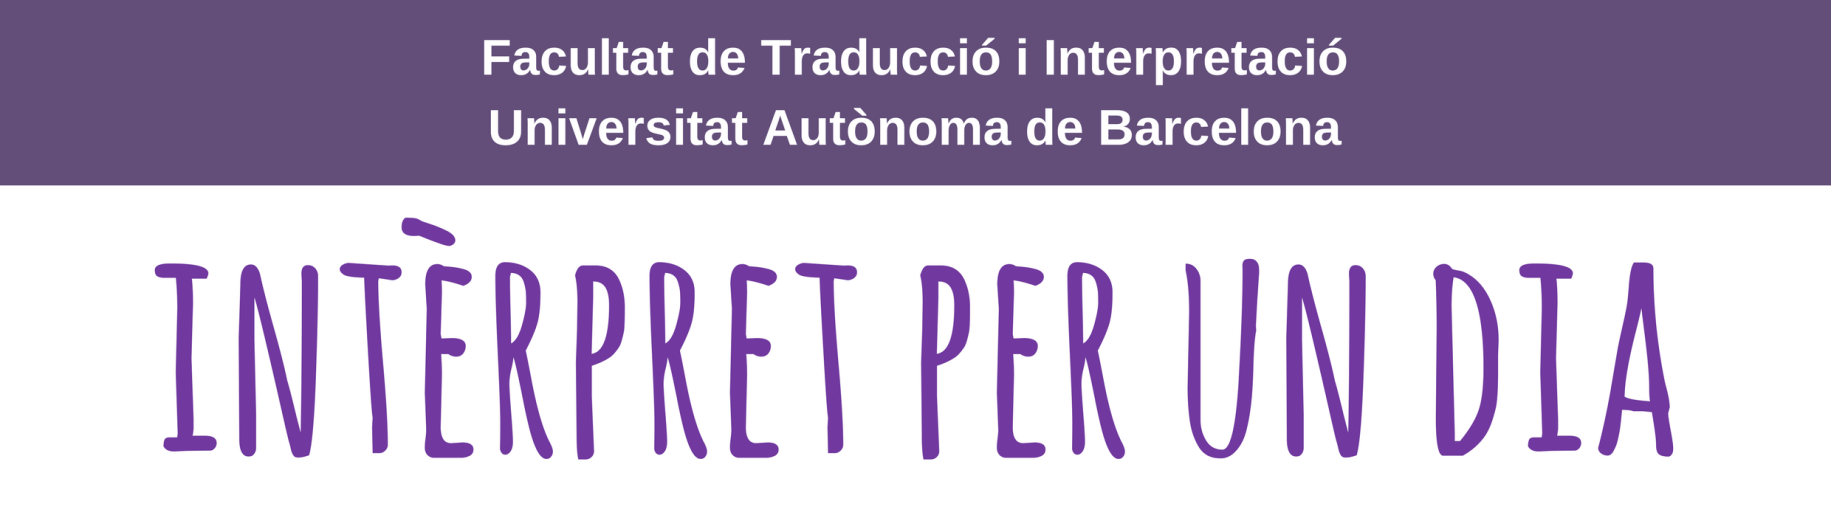 Facultat de Traducció i Interpretació
Universitat Autònoma de Barcelona
INTÈRPRET PER UN DIA